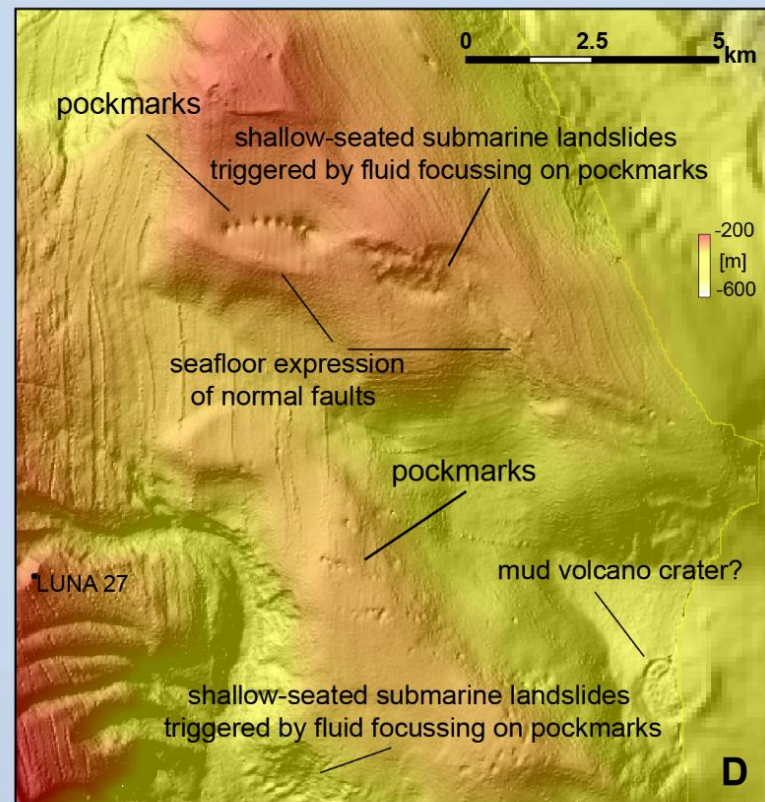 0 2.5 5
km
pockmarks
shallow-seated submarine landslides
triggered by fluid focussing on pockmarks
-200
[m]
-600
seafloor expression
of normal faults
pockmarks
LUNA 27
mud volcano crater?
shallow-seated submarine landslides
triggered by fluid focussing on pockmarks
D